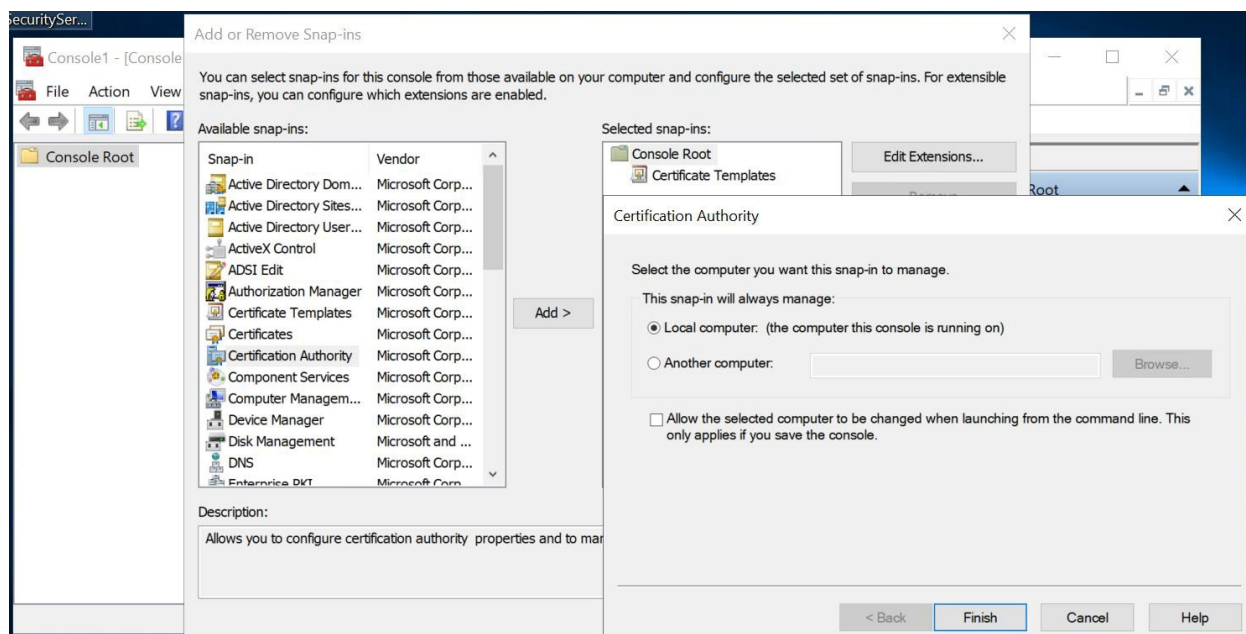 ecuritySer...
Console1 - [Console
File Action View
Console Root
Add or Remove Snap-ins
You can select snap-ins for this console from those available on your computer and configure the selected set of snap-ins. For extensible
snap-ins, you can configure which extensions are enabled.
Available snap-ins:
Snap-in Vendor
Active Directory Dom... Microsoft Corp...
Active Directory Sites... Microsoft Corp...
Active Directory User... Microsoft Corp...
ActiveX Control Microsoft Corp...
ADSI Edit Microsoft Corp...
Authorization Manager Microsoft Corp...
Certificate Templates Microsoft Corp...
Certificates Microsoft Corp...
Certification Authority Microsoft Corp...
Component Services Microsoft Corp...
Computer Managem... Microsoft Corp...
Device Manager Microsoft Corp...
Disk Management Microsoft and ...
DNS Microsoft Corp...
Enterprise PKI Microsoft Corp
Add >
Selected snap-ins:
Console Root
Certificate Templates
Edit Extensions...
Remove
Root
Description:
Allows you to configure certification authority properties and to mar
Certification Authority
Select the computer you want this snap-in to manage.
This snap-in will always manage:
Local computer: (the computer this console is running on)
Another computer:
Browse...
Allow the selected computer to be changed when launching from the command line. This
only applies if you save the console.
< Back Finish Cancel Help